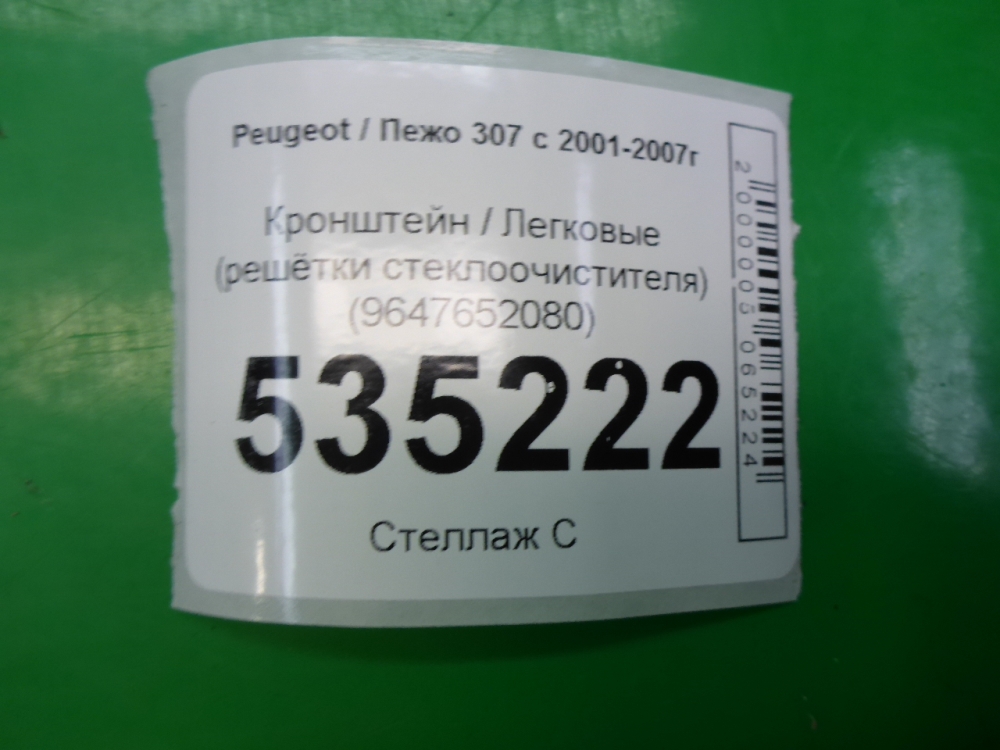 Peugeot / Пежо 307 с 2001-2007г
Кронштейн / Легковые
(решётки стеклоочистителя)
(9647652080)
535222
Стеллаж С
2000005065224